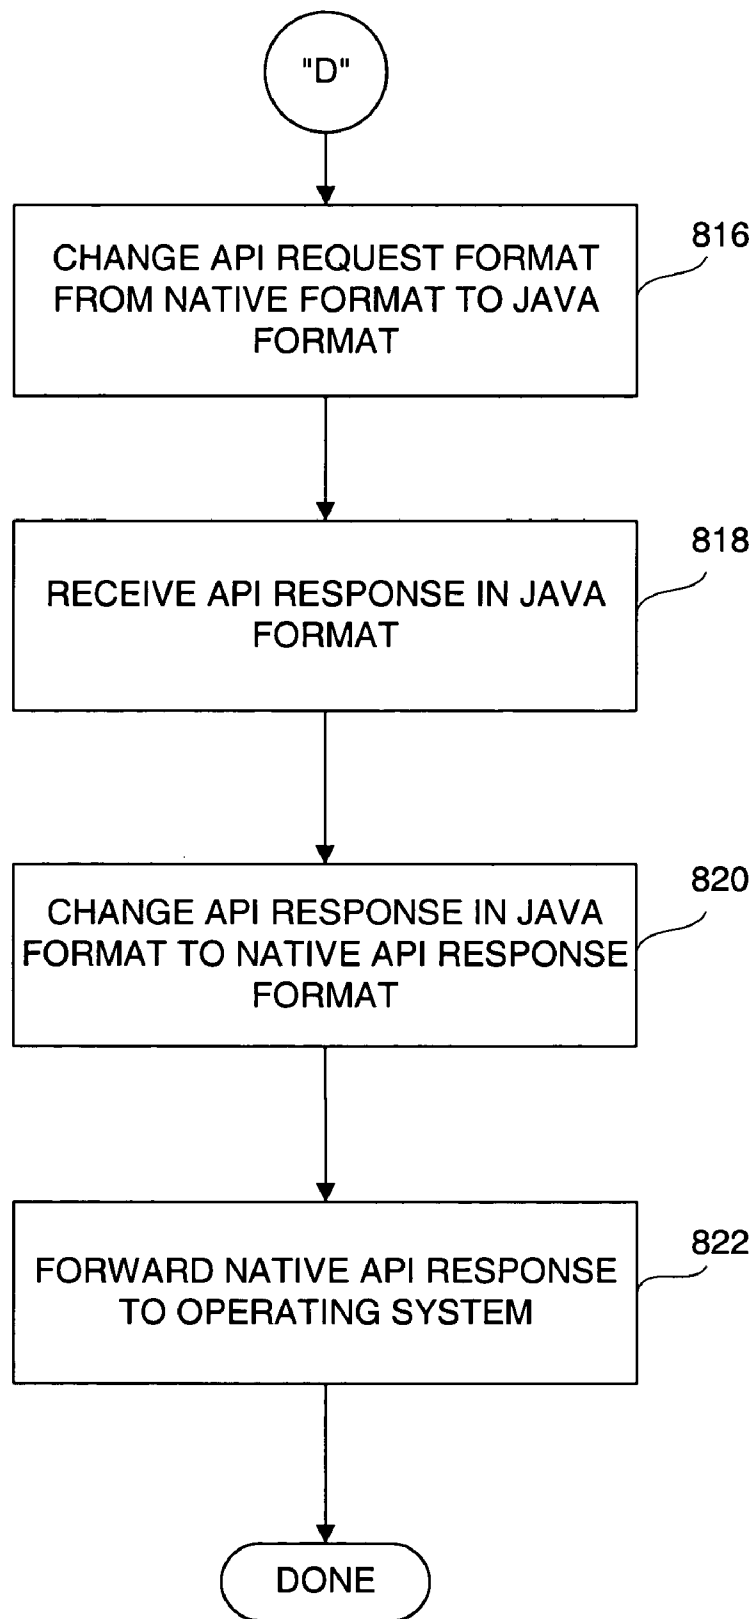 "D"
CHANGE API REQUEST FORMAT
FROM NATIVE FORMAT TO JAVA
FORMAT
816
RECEIVE API RESPONSE IN JAVA
FORMAT
818
CHANGE API RESPONSE IN JAVA
FORMAT TO NATIVE API RESPONSE
FORMAT
820
FORWARD NATIVE API RESPONSE
TO OPERATING SYSTEM
822
DONE